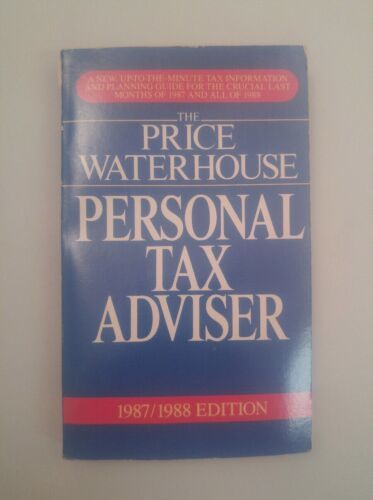 A NEW, UP-TO-THE-MINUTE TAX INFORMATION
AND PLANNING GUIDE FOR THE CRUCIAL LAST
MONTHS OF 1987 AND ALL OF 1988
THE
PRICE
WATERHOUSE
PERSONAL
TAX
ADVISER
1987/1988 EDITION